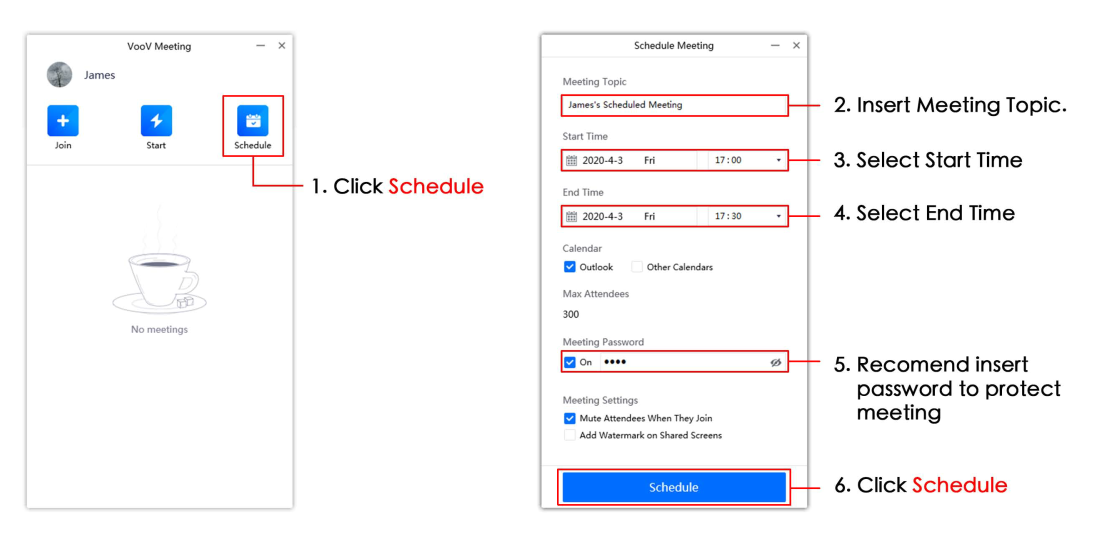 VooV Meeting
James
Join
Start
Schedule
1. Click Schedule
No meetings
Schedule Meeting
Meeting Topic
James's Scheduled Meeting
2. Insert Meeting Topic.
Start Time
2020-4-3 Fri 17:00
3. Select Start Time
End Time
2020-4-3 Fri 17:30
4. Select End Time
Calendar
Outlook Other Calendars
Max Attendees
300
Meeting Password
On ••••
5. Recomend insert
password to protect
meeting
Meeting Settings
Mute Attendees When They Join
Add Watermark on Shared Screens
Schedule
6. Click Schedule